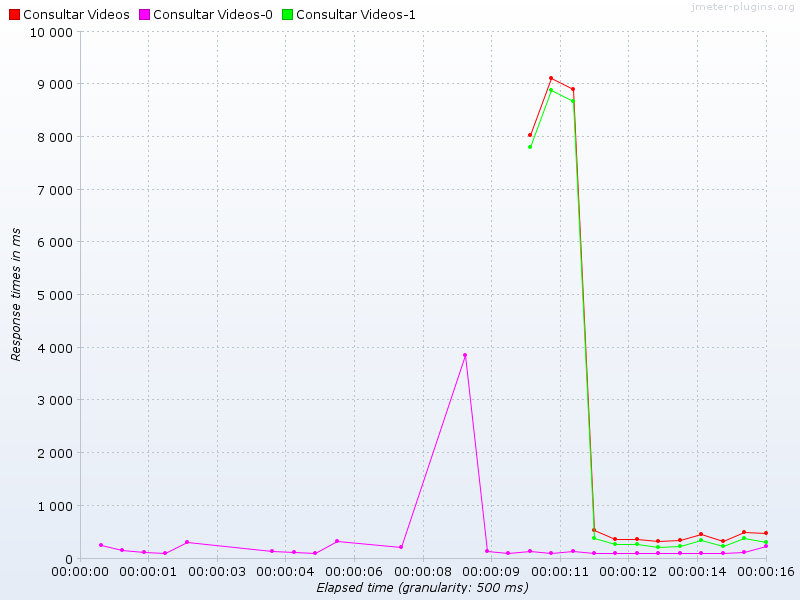 Consultar Videos Consultar Videos-0 Consultar Videos-1
jmeter-plugins.org
10 000
9 000
8 000
7 000
6 000
5 000
4 000
3 000
2 000
1 000
0
Response times in ms
00:00:00 00:00:01 00:00:03 00:00:04 00:00:06 00:00:08 00:00:09 00:00:11 00:00:12 00:00:14 00:00:16
Elapsed time (granularity: 500 ms)